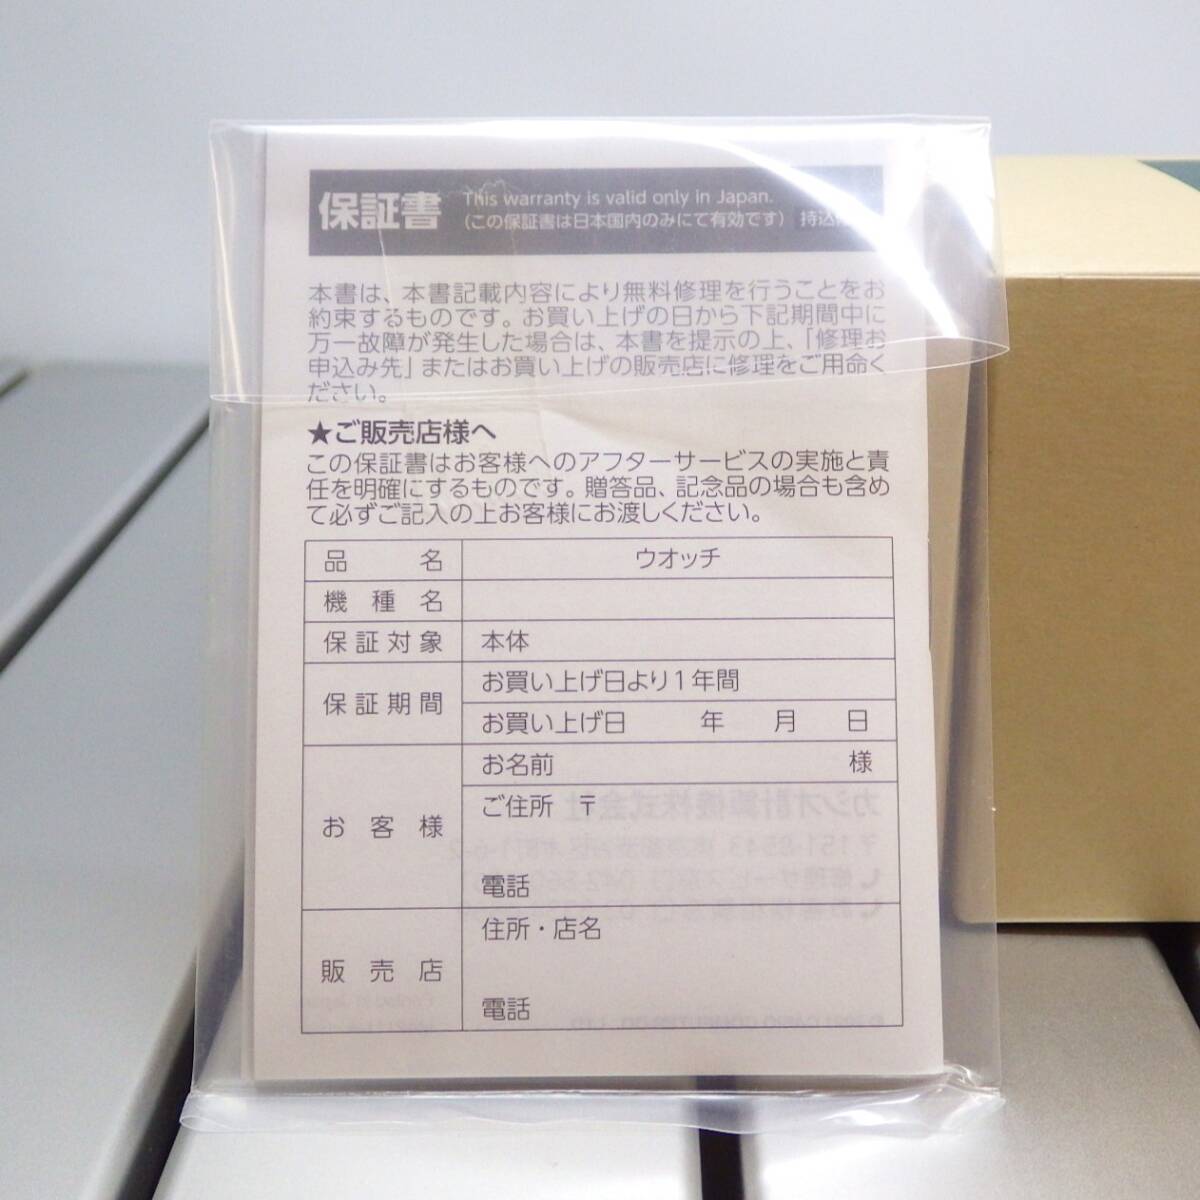 保証書
This warranty is valid only in Japan.
(この保証書は日本国内のみにて有効です) 持込
本書は、本書記載内容により無料修理を行うことをお
約束するものです。お買い上げの日から下記期間中に
万一故障が発生した場合は、本書を提示の上、「修理お
申込み先」またはお買い上げの販売店に修理をご用命く
ださい。
★ご販売店様へ
この保証書はお客様へのアフターサービスの実施と責
任を明確にするものです。贈答品、記念品の場合も含め
て必ずご記入の上お客様にお渡しください。
品名 ウオッチ
機種名
保証対象 本体
保証期間 お買い上げ日より1年間
お買い上げ日 年 月 日
お客様 お名前 様
ご住所 〒
電話
販売店 住所・店名
電話
カシオ計算機株式会社